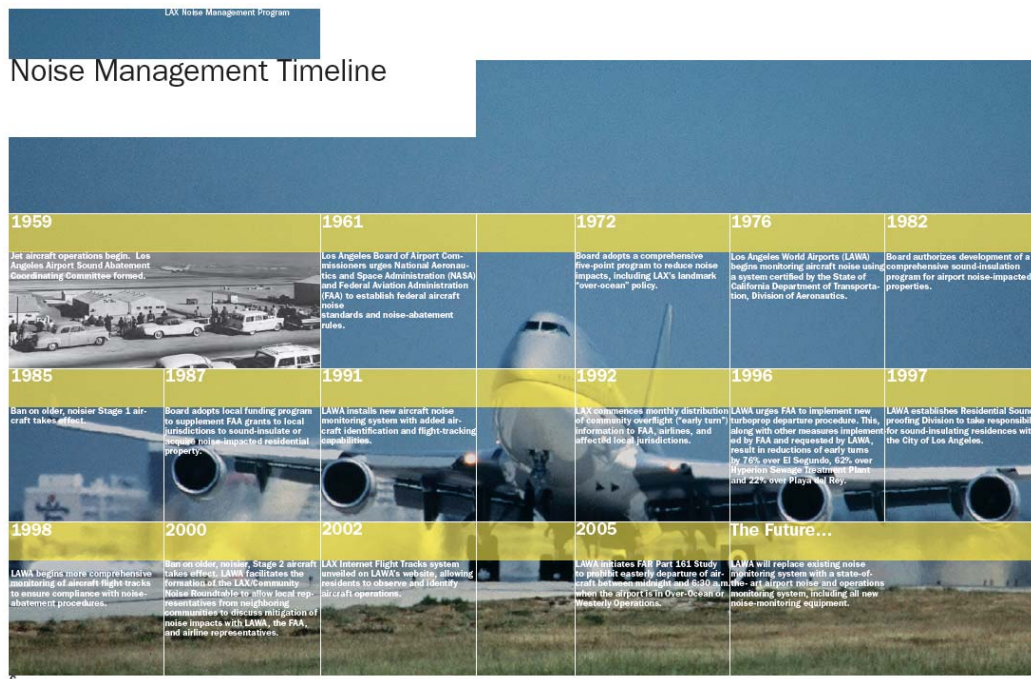 LAX Noise Management Program
Noise Management Timeline
1959
Jet aircraft operations begin. Los
Angeles Airport Sound Abatement
Coordinating Committee formed.
1961
Los Angeles Board of Airport Com-
missioners urges National Aeronau-
tics and Space Administration (NASA)
and Federal Aviation Administration
(FAA) to establish federal aircraft
noise
standards and noise-abatement
rules.
1972
Board adopts a comprehensive
five-point program to reduce noise
impacts, including LAX's landmark
"over-ocean" policy.
1976
Los Angeles World Airports (LAWA)
begins monitoring aircraft noise using
a system certified by the State of
California Department of Transporta-
tion, Division of Aeronautics.
1982
Board authorizes development of a
comprehensive sound-insulation
program for airport noise-impacted
properties.
1985
Ban on older, noisier Stage 1 air-
craft takes effect.
1987
Board adopts local funding program
to supplement FAA grants to local
jurisdictions to sound-insulate or
acquire noise-impacted residential
property.
1991
LAWA installs new aircraft noise
monitoring system with added air-
craft identification and flight-tracking
capabilities.
1992
LAX commences monthly distribution
of community overflight ("early turn")
information to FAA, airlines, and
affected local jurisdictions.
1996
LAWA urges FAA to implement new
turboprop departure procedure. This,
along with other measures implement
ed by FAA and requested by LAWA,
result in reductions of early turns
by 76% over El Segundo, 62% over
Hyperion Sewage Treatment Plant
and 22% over Playa del Rey.
1997
LAWA establishes Residential Soun
proofing Division to take responsibil
for sound-insulating residences wit
the City of Los Angeles.
1998
LAWA begins more comprehensive
monitoring of aircraft flight tracks
to ensure compliance with noise-
abatement procedures.
2000
Ban on older, noisier, Stage 2 aircraft
takes effect. LAWA facilitates the
formation of the LAX/Community
Noise Roundtable to allow local rep-
resentatives from neighboring
communities to discuss mitigation of
noise impacts with LAWA, the FAA,
and airline representatives.
2002
LAX Internet Flight Tracks system
unveiled on LAWA's website, allowing
residents to observe and identify
aircraft operations.
2005
LAWA initiates FAR Part 161 Study
to prohibit easterly departure of air-
craft between midnight and 6:30 a.m.
when the airport is in Over-Ocean or
Westerly Operations.
The Future...
LAWA will replace existing noise
monitoring system with a state-of-
the- art airport noise and operations
monitoring system, including all new
noise-monitoring equipment.